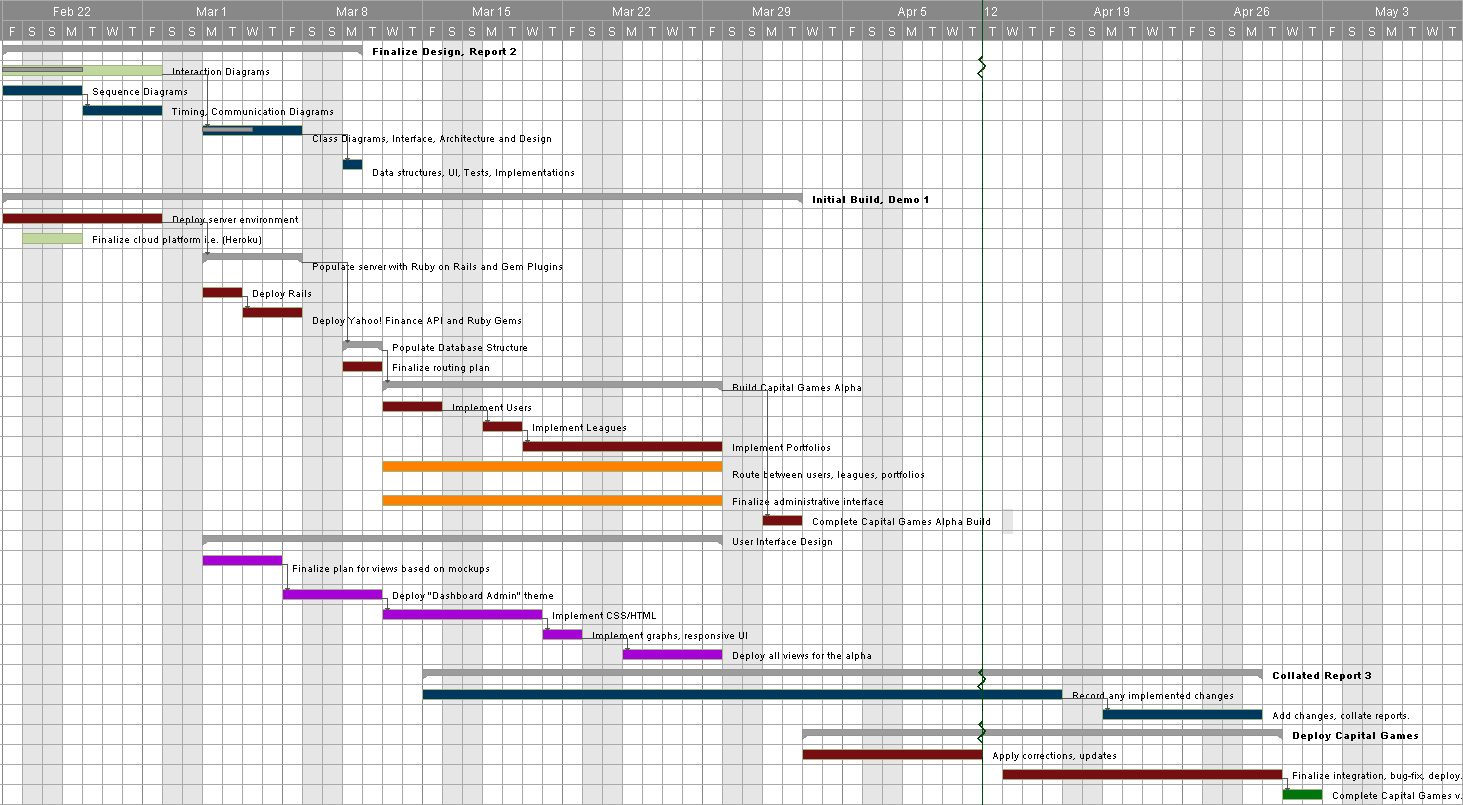 Feb 22 Mar 1 Mar 8 Mar 15 Mar 22 Mar 29 Apr 5 12 Apr 19 Apr 26 May 3
F S S M T W T F S S M T W T F S S M T W T F S S M T W T F S S M T W T F S S M T W T F S S M T W T M W T F S S M T W T F S S M T W T F S S M T W T
Finalize Design, Report 2
Interaction Diagrams
Sequence Diagrams
Timing, Communication Diagrams
Class Diagrams, Interface, Architecture and Design
Data structures, UI, Tests, Implementations
Initial Build, Demo 1
Deploy server environment
Finalize cloud platform i.e. (Heroku)
Populate server with Ruby on Rails and Gem Plugins
Deploy Rails
Deploy Yahoo! Finance API and Ruby Gems
Populate Database Structure
Finalize routing plan
Build Capital Games Alpha
Implement Users
Implement Leagues
Implement Portfolios
Route between users, leagues, portfolios
Finalize administrative interface
Complete Capital Games Alpha Build
User Interface Design
Finalize plan for views based on mockups
Deploy "Dashboard Admin" theme
Implement CSS/HTML
Implement graphs, responsive UI
Deploy all views for the alpha
Collated Report 3
Record any implemented changes
Add changes, collate reports.
Deploy Capital Games
Apply corrections, updates
Finalize integration, bug-fix, deploy.
Complete Capital Games v.